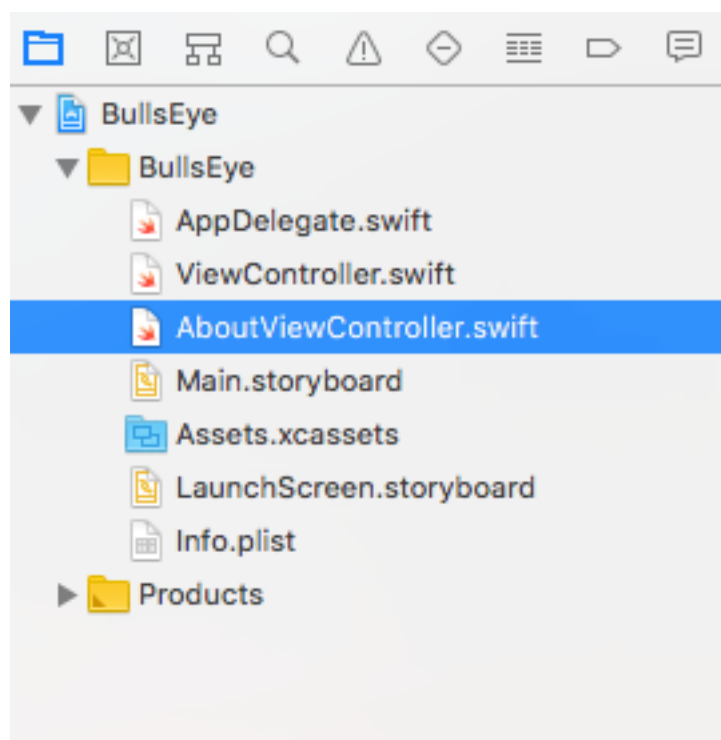 BullsEye
BullsEye
AppDelegate.swift
ViewController.swift
AboutViewController.swift
Main.storyboard
Assets.xcassets
LaunchScreen.storyboard
Info.plist
Products